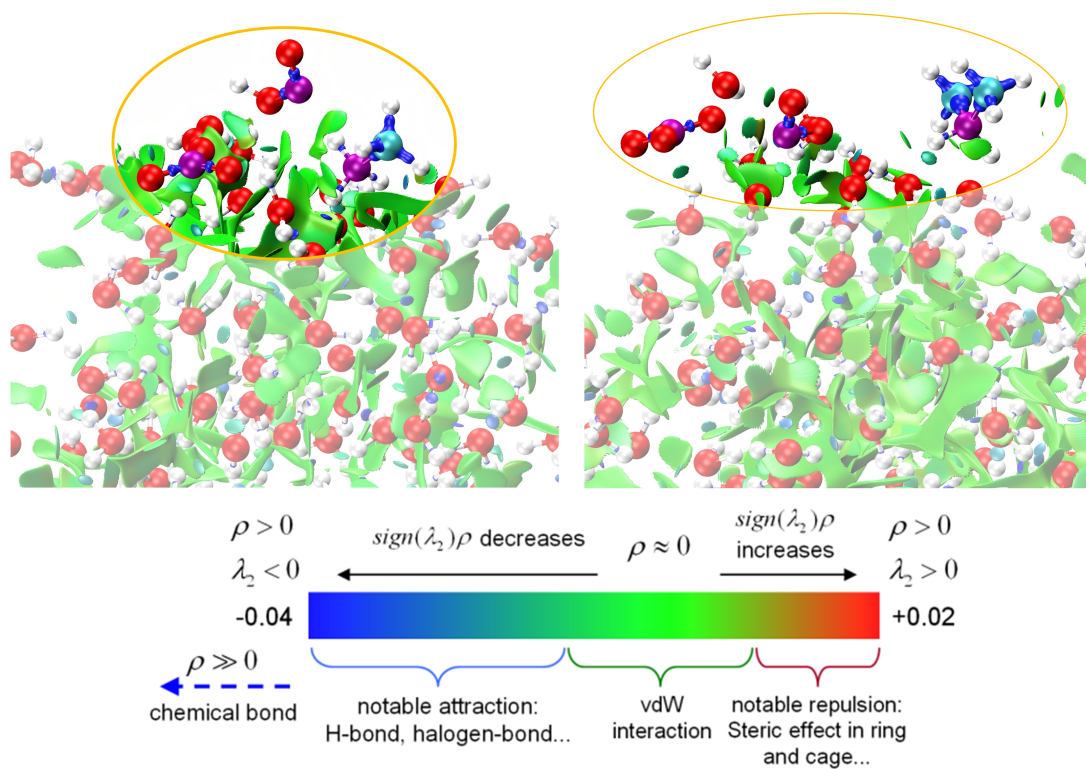 ρ > 0
λ₂ < 0
sign(λ₂)ρ decreases
ρ ≈ 0
sign(λ₂)ρ
increases
ρ > 0
λ₂ > 0
-0.04
+0.02
ρ ≫ 0
chemical bond
notable attraction:
H-bond, halogen-bond...
vdW
interaction
notable repulsion:
Steric effect in ring
and cage...